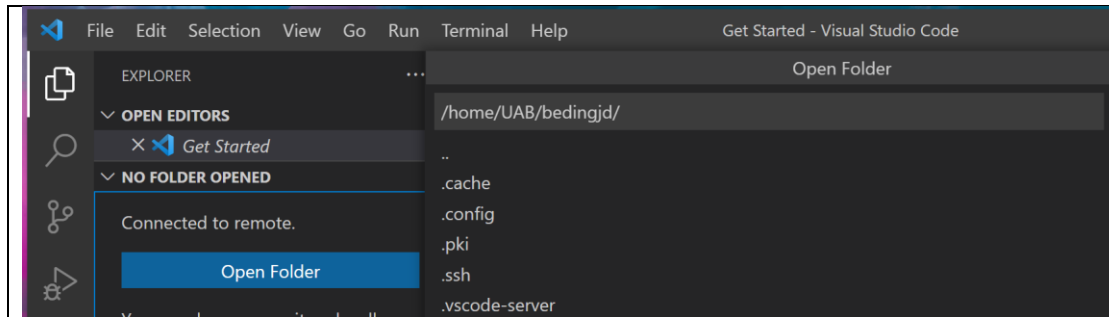 File Edit Selection View Go Run Terminal Help Get Started - Visual Studio Code
EXPLORER ...
OPEN EDITORS
Get Started
NO FOLDER OPENED
Connected to remote.
Open Folder
Open Folder
/home/UAB/bedingjd/
..
.cache
.config
.pki
.ssh
.vscode-server